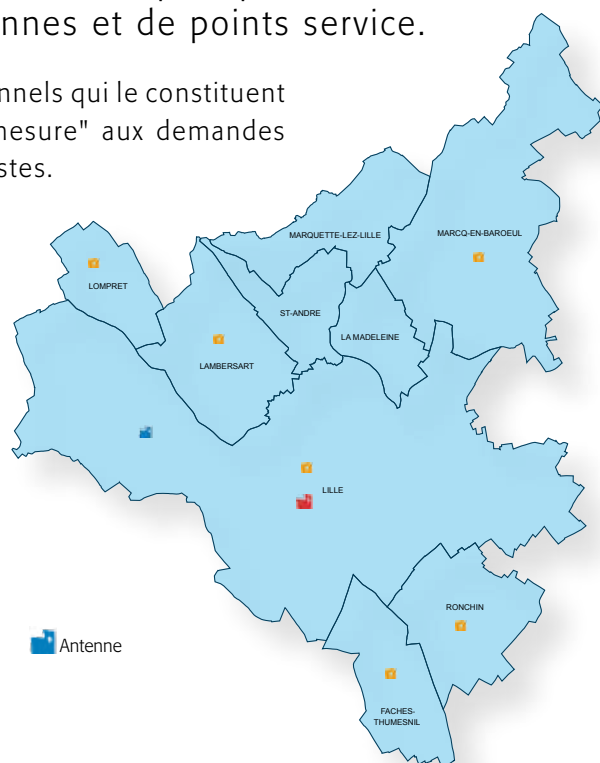 nnes et de points service.
nnels qui le constituent
nesure" aux demandes
stes.
MARQUETTE-LEZ-LILLE
MARCQ-EN-BAROEUL
LOMPRET
ST-ANDRE
LA MADELEINE
LAMBERSART
LILLE
RONCHIN
Antenne
FACHES-
THUMESNIL